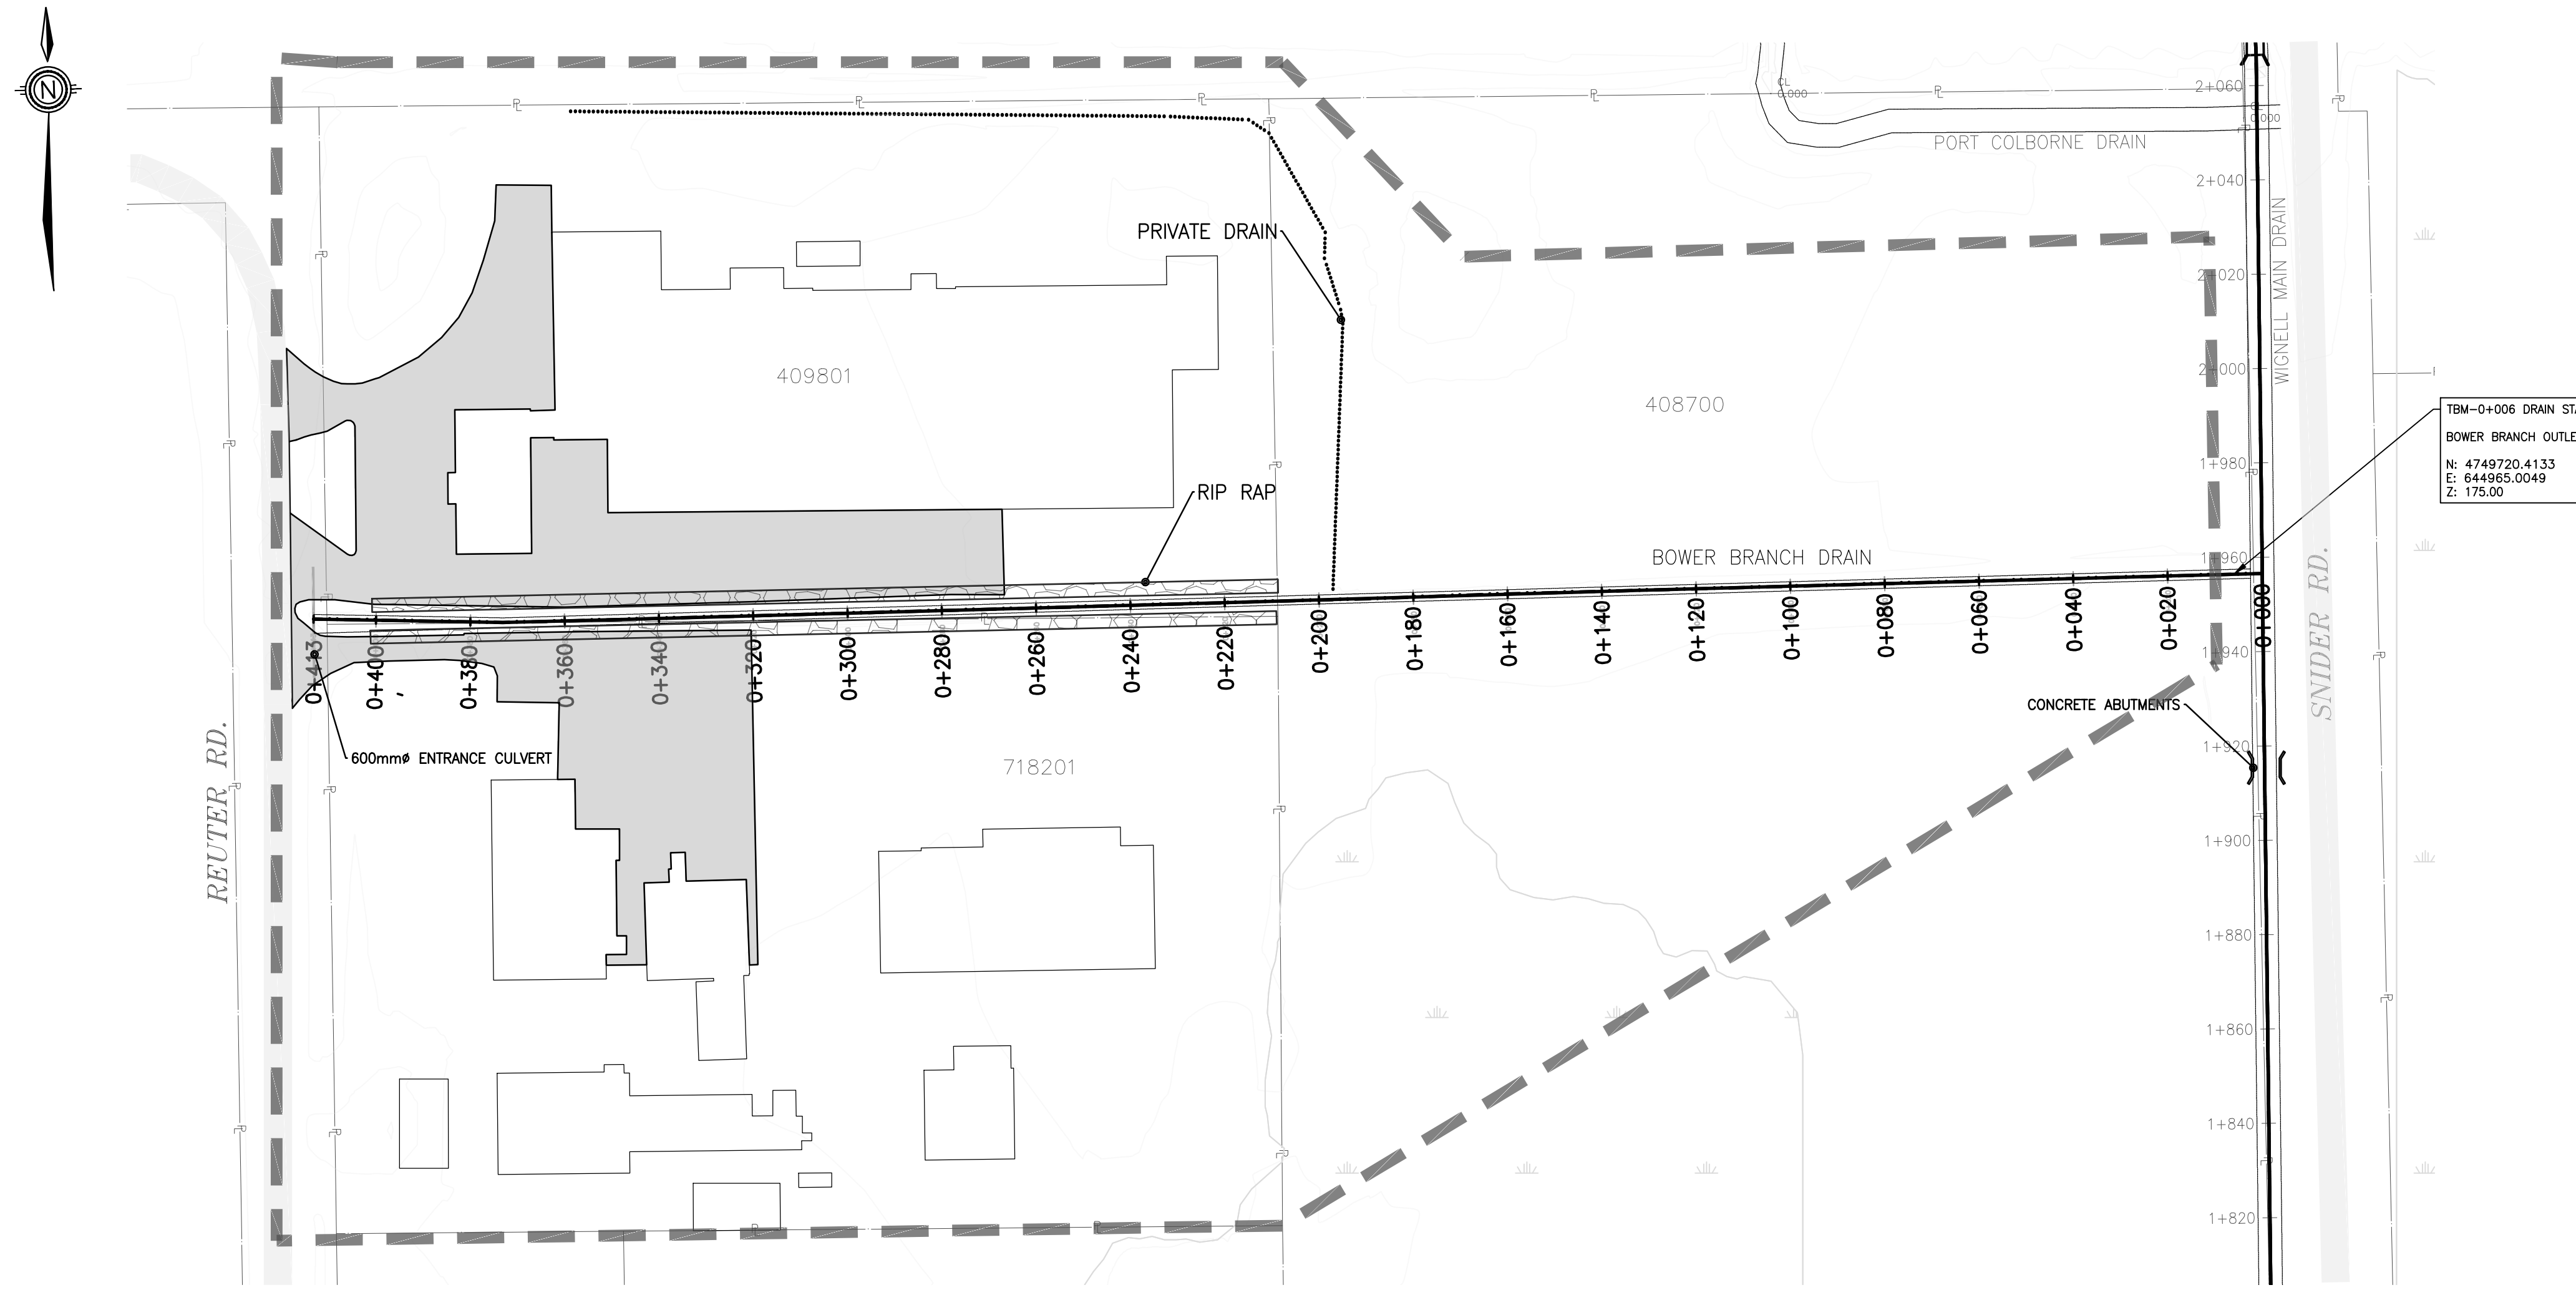 N
CL
0.000
2+060
0.000
PORT COLBORNE DRAIN
2+040
PRIVATE DRAIN
2+020
WIGNELL MAIN DRAIN
409801
2+000
408700
TBM-0+006 DRAIN STA
BOWER BRANCH OUTLE
N: 4749720.4133
E: 644965.0049
Z: 175.00
1+980
RIP RAP
BOWER BRANCH DRAIN
1+960
0+413
0+400
0+380
0+360
0+340
0+320
0+300
0+280
0+260
0+240
0+220
0+200
0+180
0+160
0+140
0+120
0+100
0+080
0+060
0+040
0+020
0+000
1+940
SNIDER RD.
CONCRETE ABUTMENTS
1+920
REUTER RD.
600mmø ENTRANCE CULVERT
718201
1+900
1+880
1+860
1+840
1+820